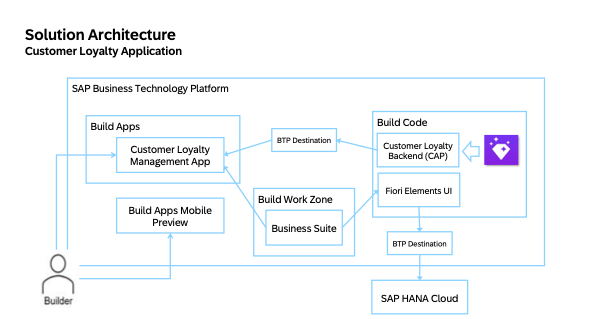 Solution Architecture
Customer Loyalty Application
SAP Business Technology Platform
Build Apps
Customer Loyalty
Management App
BTP Destination
Build Code
Customer Loyalty
Backend (CAP)
Fiori Elements UI
Build Work Zone
Business Suite
Build Apps Mobile
Preview
BTP Destination
SAP HANA Cloud
Builder